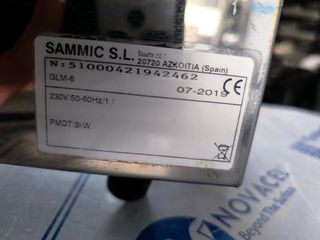 SAMMIC S.L.
20720 AZKOITIA (Spain)
N: 51000421942462
GLM-6
07-2019
CE
230V/50-60Hz/1/
PMOT:3kW
NOVACEL
Beyond The Surface